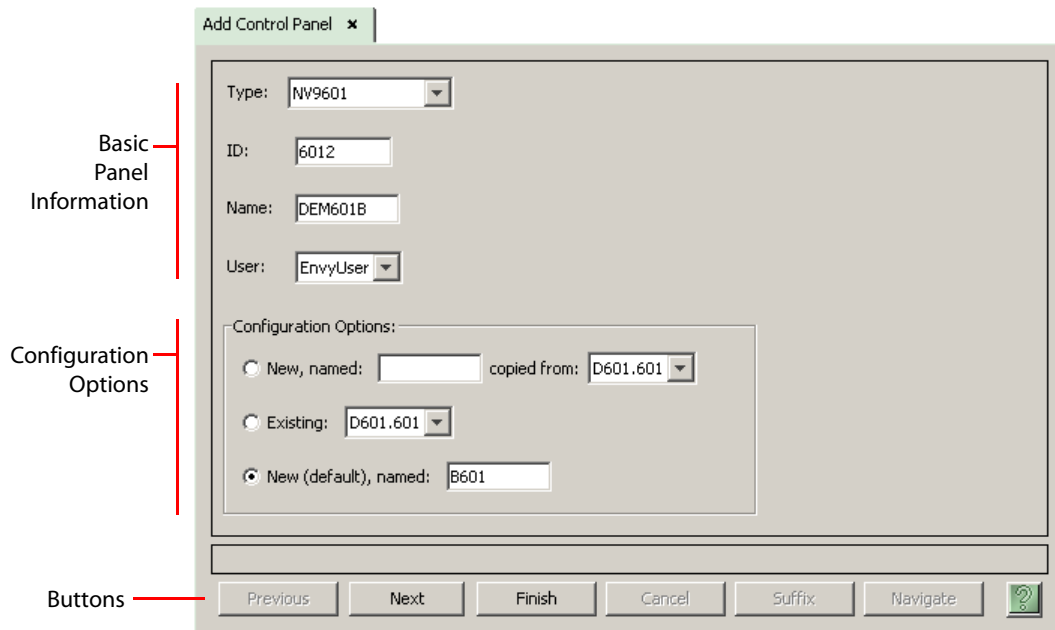 Add Control Panel ×
Basic
Panel
Information
Type: NV9601
ID: 6012
Name: DEM601B
User: EnvyUser
Configuration
Options
Configuration Options:
New, named: copied from: D601.601
Existing: D601.601
New (default), named: B601
Buttons
Previous Next Finish Cancel Suffix Navigate ?